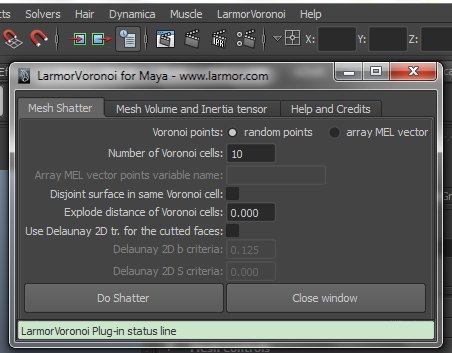 ts Solvers Hair Dynamica Muscle LarmorVoronoi Help
X: Y: Z:
LarmorVoronoi for Maya - www.larmor.com
Mesh Shatter Mesh Volume and Inertia tensor Help and Credits
Voronoi points: random points array MEL vector
Number of Voronoi cells: 10
Array MEL vector points variable name:
Disjoint surface in same Voronoi cell:
Explode distance of Voronoi cells: 0.000
Use Delaunay 2D tr. for the cutted faces:
Delaunay 2D b criteria: 0.125
Delaunay 2D S criteria: 0.000
Do Shatter Close window
LarmorVoronoi Plug-in status line
Mesh Controls